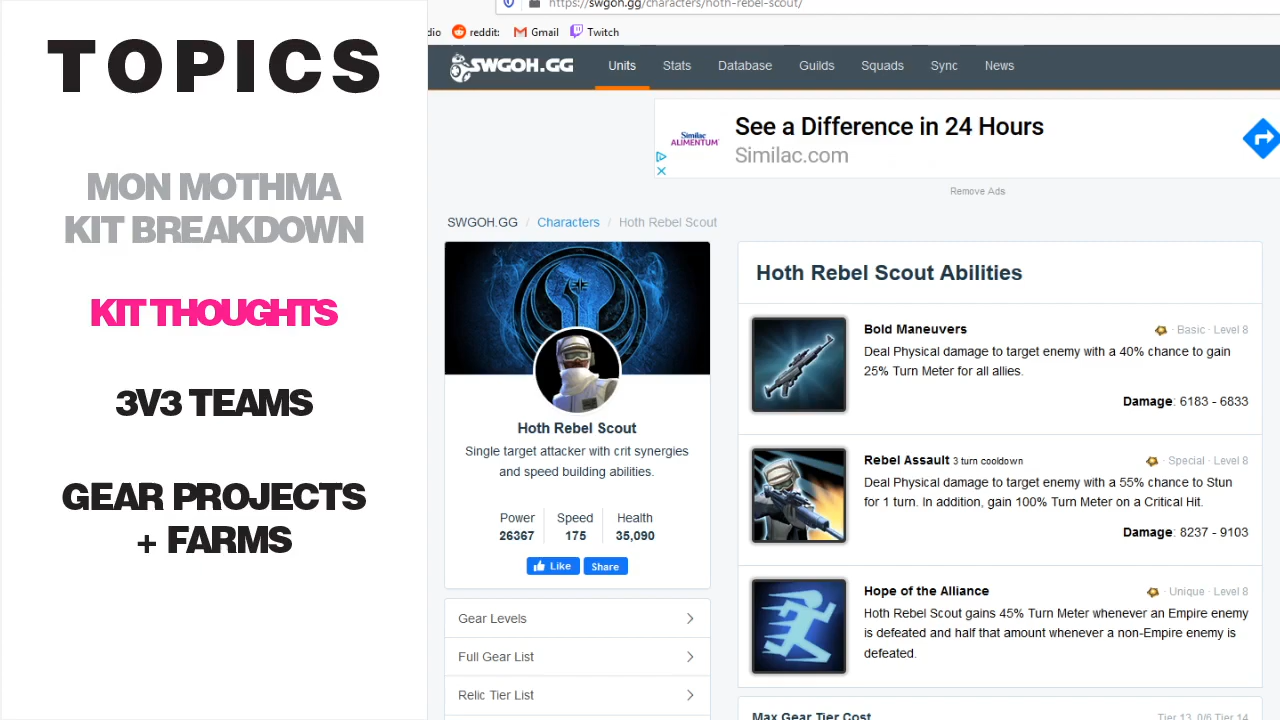 TOPICS
MON MOTHMA
KIT BREAKDOWN
KIT THOUGHTS
3V3 TEAMS
GEAR PROJECTS
+ FARMS
https://swgoh.gg/characters/hoth-rebel-scout/
dio reddit: Gmail Twitch
SWGOH.GG Units Stats Database Guilds Squads Sync News
Similac
ALIMENTUM
See a Difference in 24 Hours
Similac.com
Remove Ads
SWGOH.GG / Characters / Hoth Rebel Scout
Hoth Rebel Scout
Single target attacker with crit synergies
and speed building abilities.
Power Speed Health
26367 175 35,090
Like Share
Gear Levels
Full Gear List
Relic Tier List
Hoth Rebel Scout Abilities
Bold Maneuvers · Basic · Level 8
Deal Physical damage to target enemy with a 40% chance to gain
25% Turn Meter for all allies.
Damage: 6183 - 6833
Rebel Assault 3 turn cooldown · Special · Level 8
Deal Physical damage to target enemy with a 55% chance to Stun
for 1 turn. In addition, gain 100% Turn Meter on a Critical Hit.
Damage: 8237 - 9103
Hope of the Alliance · Unique · Level 8
Hoth Rebel Scout gains 45% Turn Meter whenever an Empire enemy
is defeated and half that amount whenever a non-Empire enemy is
defeated.
Max Gear Tier Cost Tier 13, 0/6 Tier 14